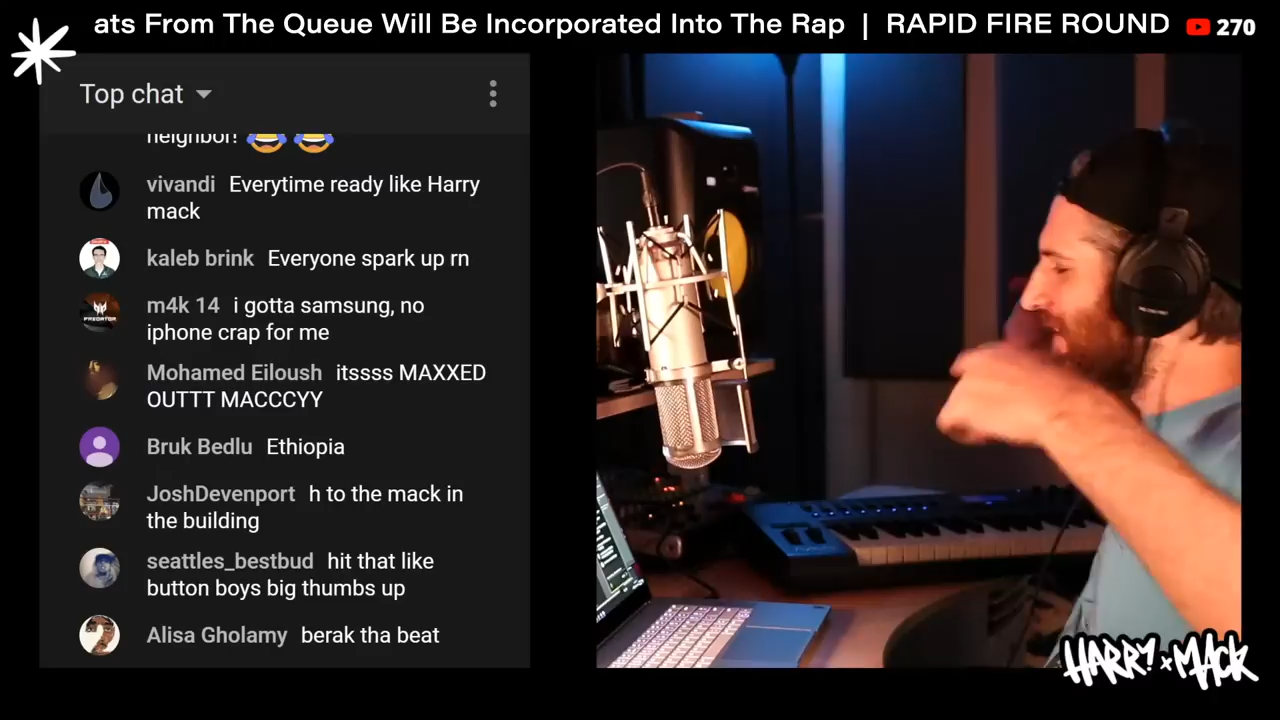 ats From The Queue Will Be Incorporated Into The Rap | RAPID FIRE ROUND
270
Top chat
neighbor!
vivandi Everytime ready like Harry
mack
kaleb brink Everyone spark up rn
m4k 14 i gotta samsung, no
iphone crap for me
Mohamed Eiloush itssss MAXXED
OUTTT MACCCYY
Bruk Bedlu Ethiopia
JoshDevenport h to the mack in
the building
seattles_bestbud hit that like
button boys big thumbs up
Alisa Gholamy berak tha beat
HARRY MACK